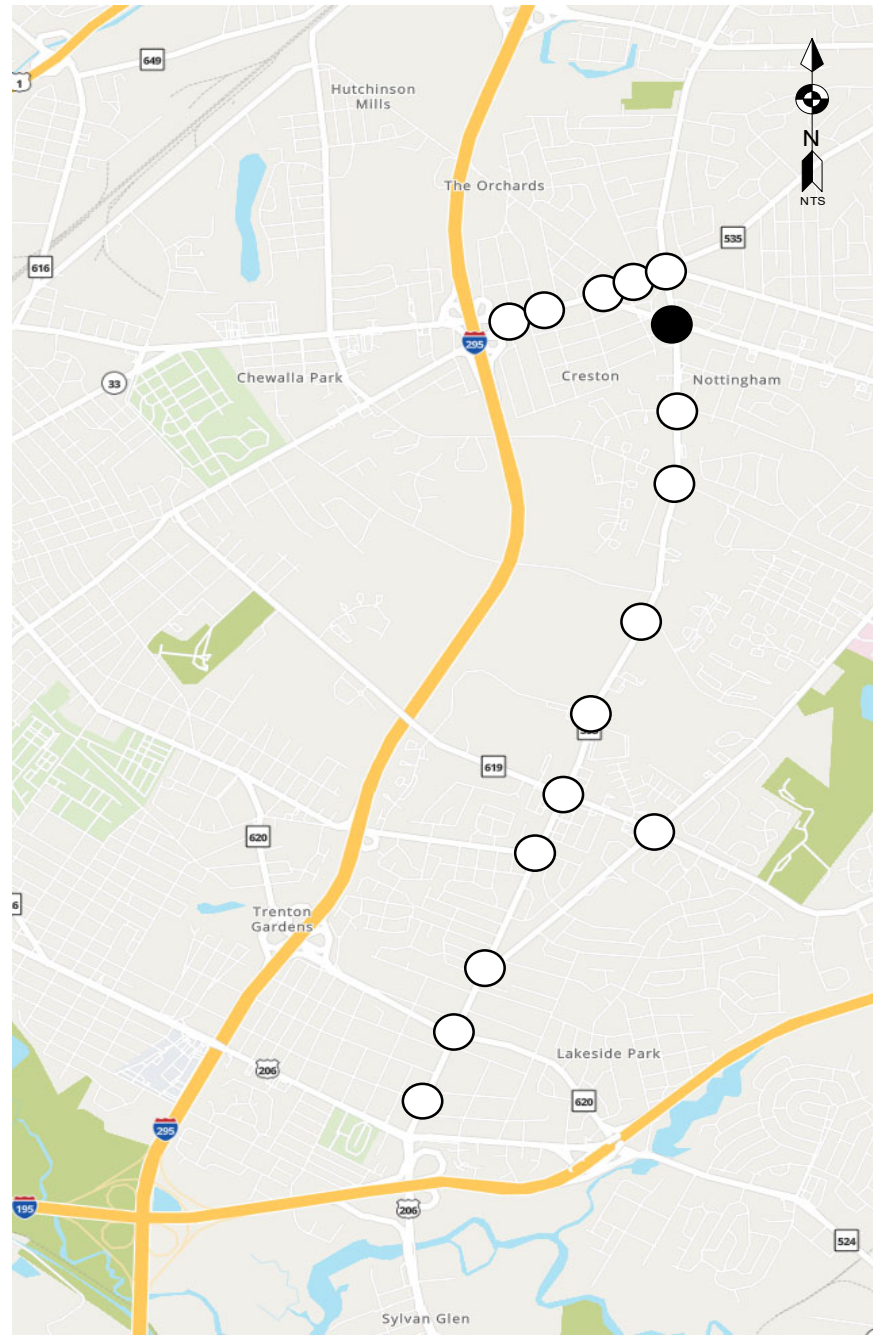 649
1
Hutchinson
Mills
N
NTS
The Orchards
535
616
295
33
Chewalla Park
Creston
Nottingham
619
620
6
Trenton
Gardens
206
Lakeside Park
620
295
195
206
524
Sylvan Glen